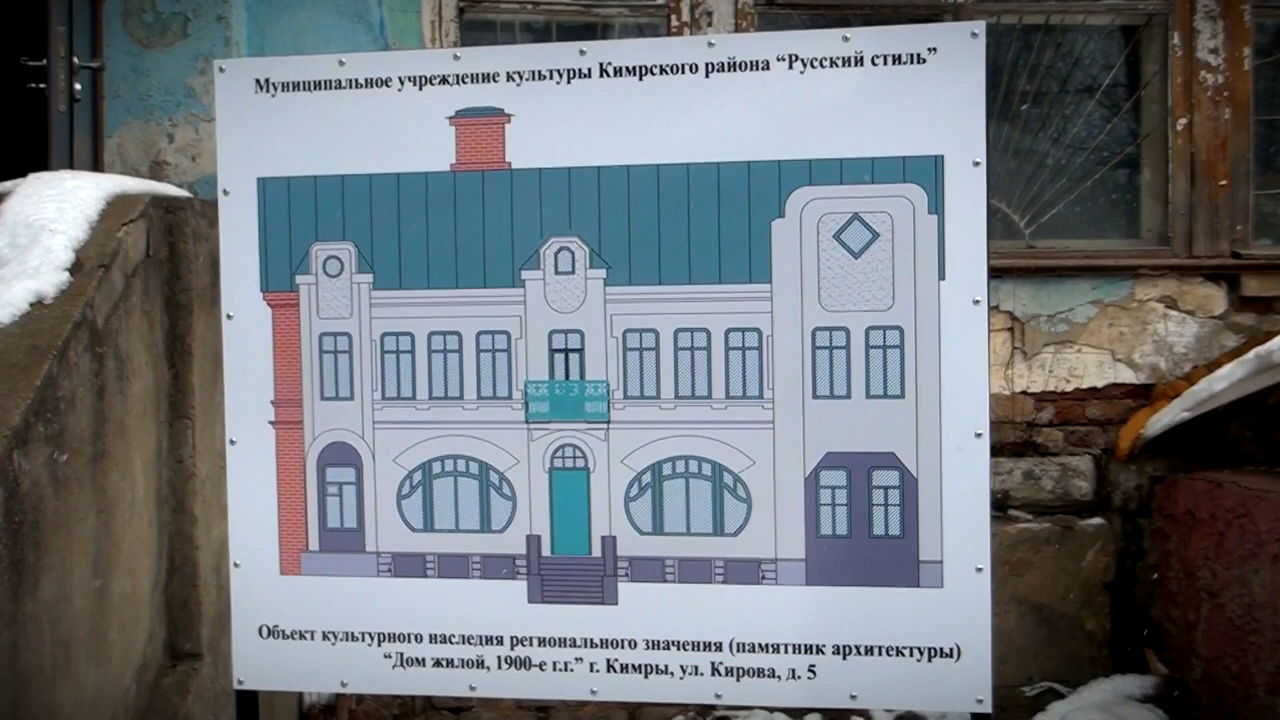 Муниципальное учреждение культуры Кимрского района “Русский стиль”
Объект культурного наследия регионального значения (памятник архитектуры)
“Дом жилой, 1900-е г.г.” г. Кимры, ул. Кирова, д. 5